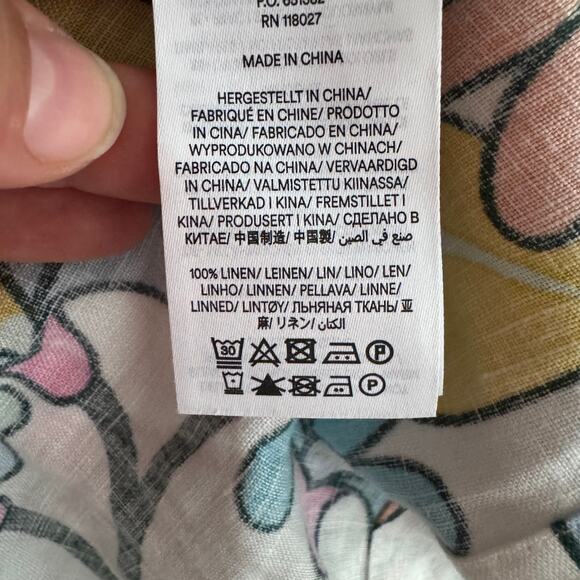 RN 118027
MADE IN CHINA
HERGESTELLT IN CHINA/
FABRIQUÉ EN CHINE/ PRODOTTO
IN CINA/ FABRICADO EN CHINA/
WYPRODUKOWANO W CHINACH/
FABRICADO NA CHINA/ VERVAARDIGD
IN CHINA/ VALMISTETTU KIINASSA/
TILLVERKAD I KINA/ FREMSTILLET I
KINA/ PRODUSERT I KINA/ СДЕЛАНО В
КИТАЕ/ 中国制造/ 中国製/ صنع في الصين
100% LINEN/ LEINEN/ LIN/ LINO/ LEN/
LINHO/ LINNEN/ PELLAVA/ LINNE/
LINNED/ LINTØY/ ЛЬНЯНАЯ ТКАНЬ/ 亚
麻/ リネン/ الكتان
30 P
P